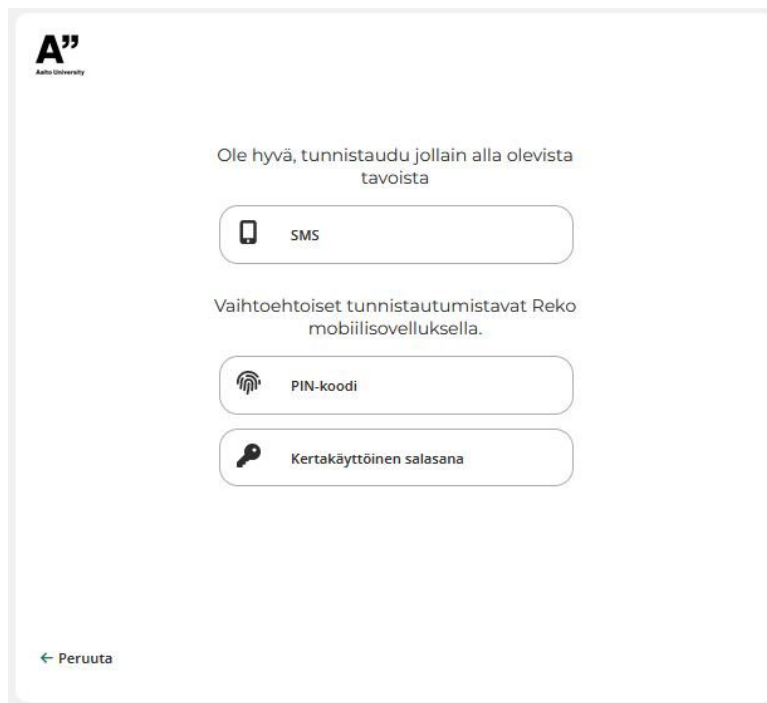 A”
Aalto University
Ole hyvä, tunnistaudu jollain alla olevista
tavoista
SMS
Vaihtoehtoiset tunnistautumistavat Reko
mobiilisovelluksella.
PIN-koodi
Kertakäyttöinen salasana
← Peruuta